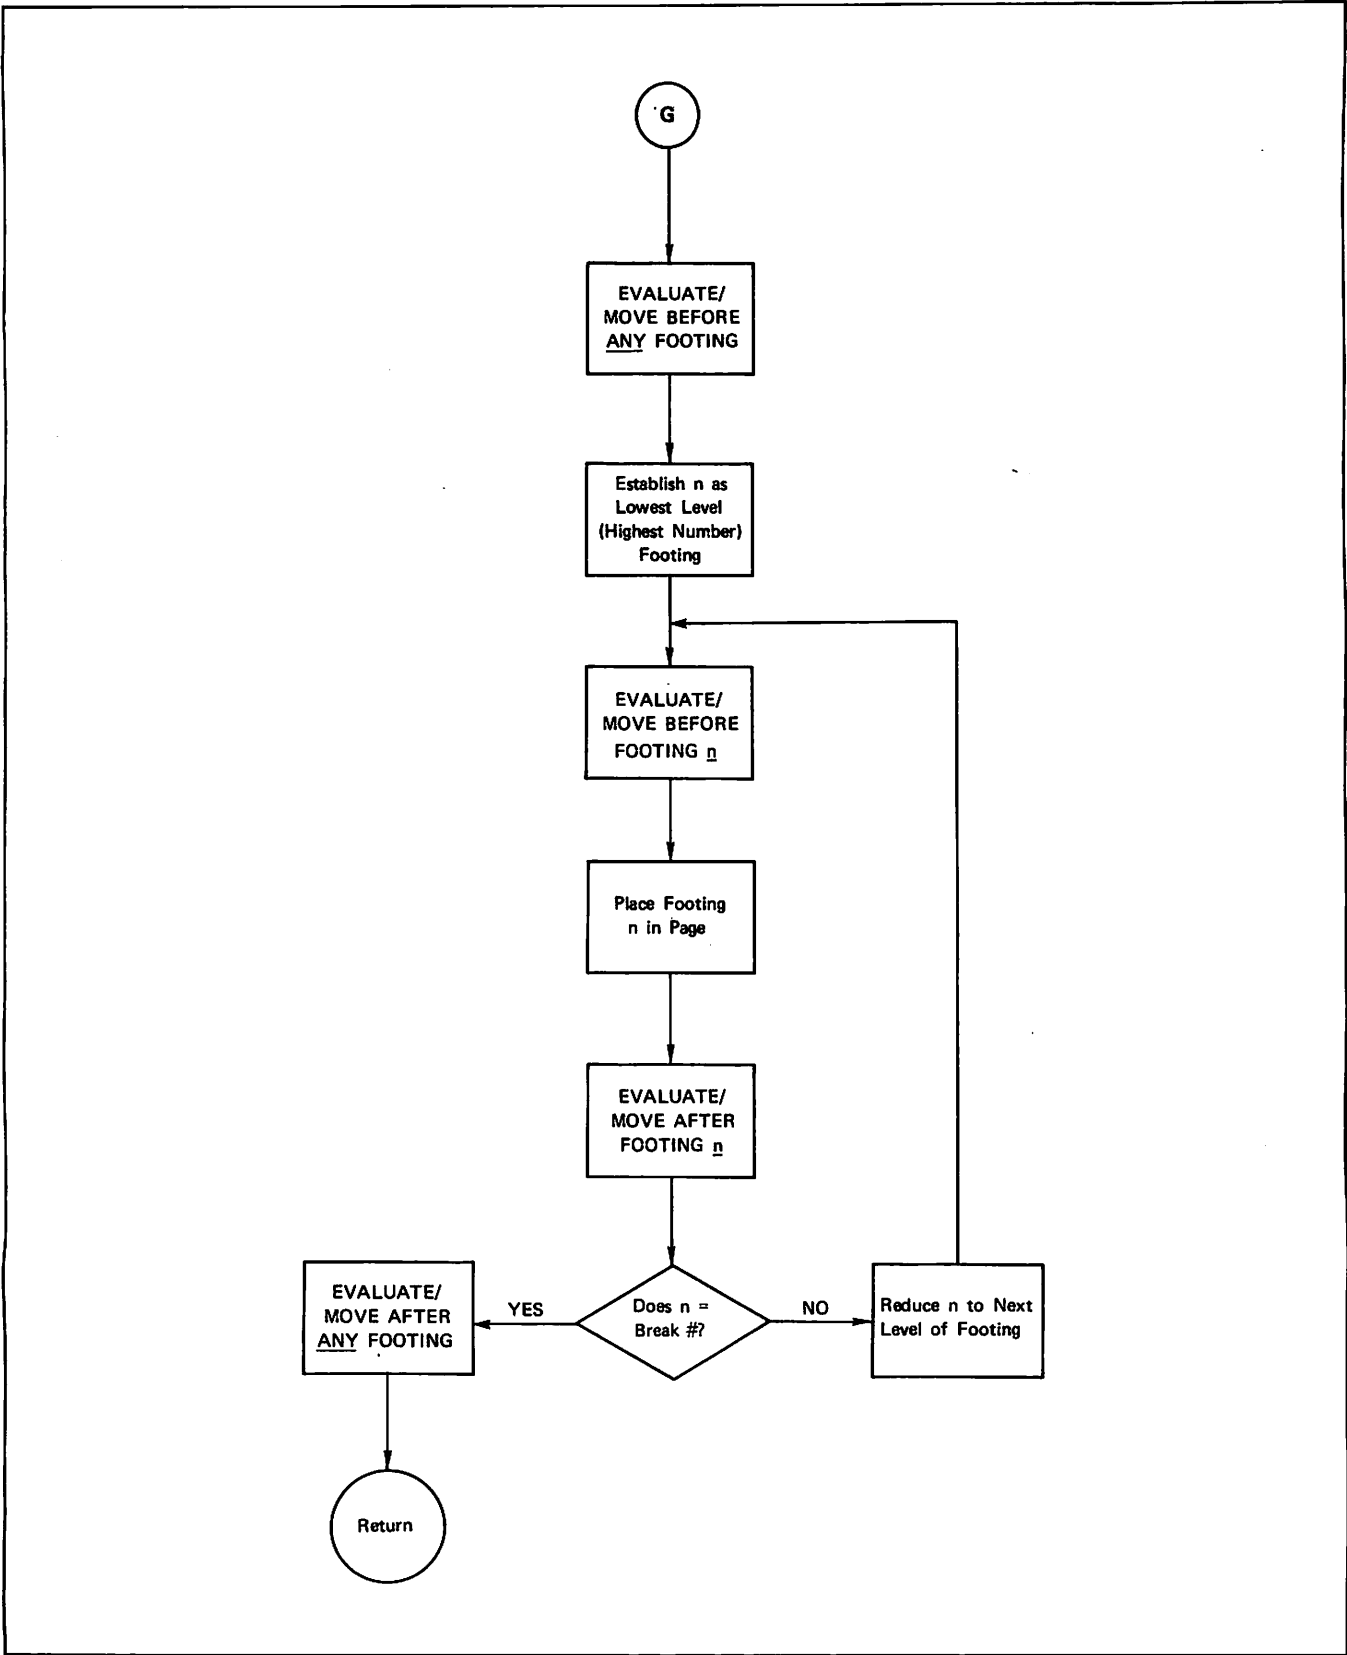 G
EVALUATE/
MOVE BEFORE
ANY FOOTING
Establish n as
Lowest Level
(Highest Number)
Footing
EVALUATE/
MOVE BEFORE
FOOTING n
Place Footing
n in Page
EVALUATE/
MOVE AFTER
FOOTING n
Does n =
Break #?
YES
NO
EVALUATE/
MOVE AFTER
ANY FOOTING
Reduce n to Next
Level of Footing
Return